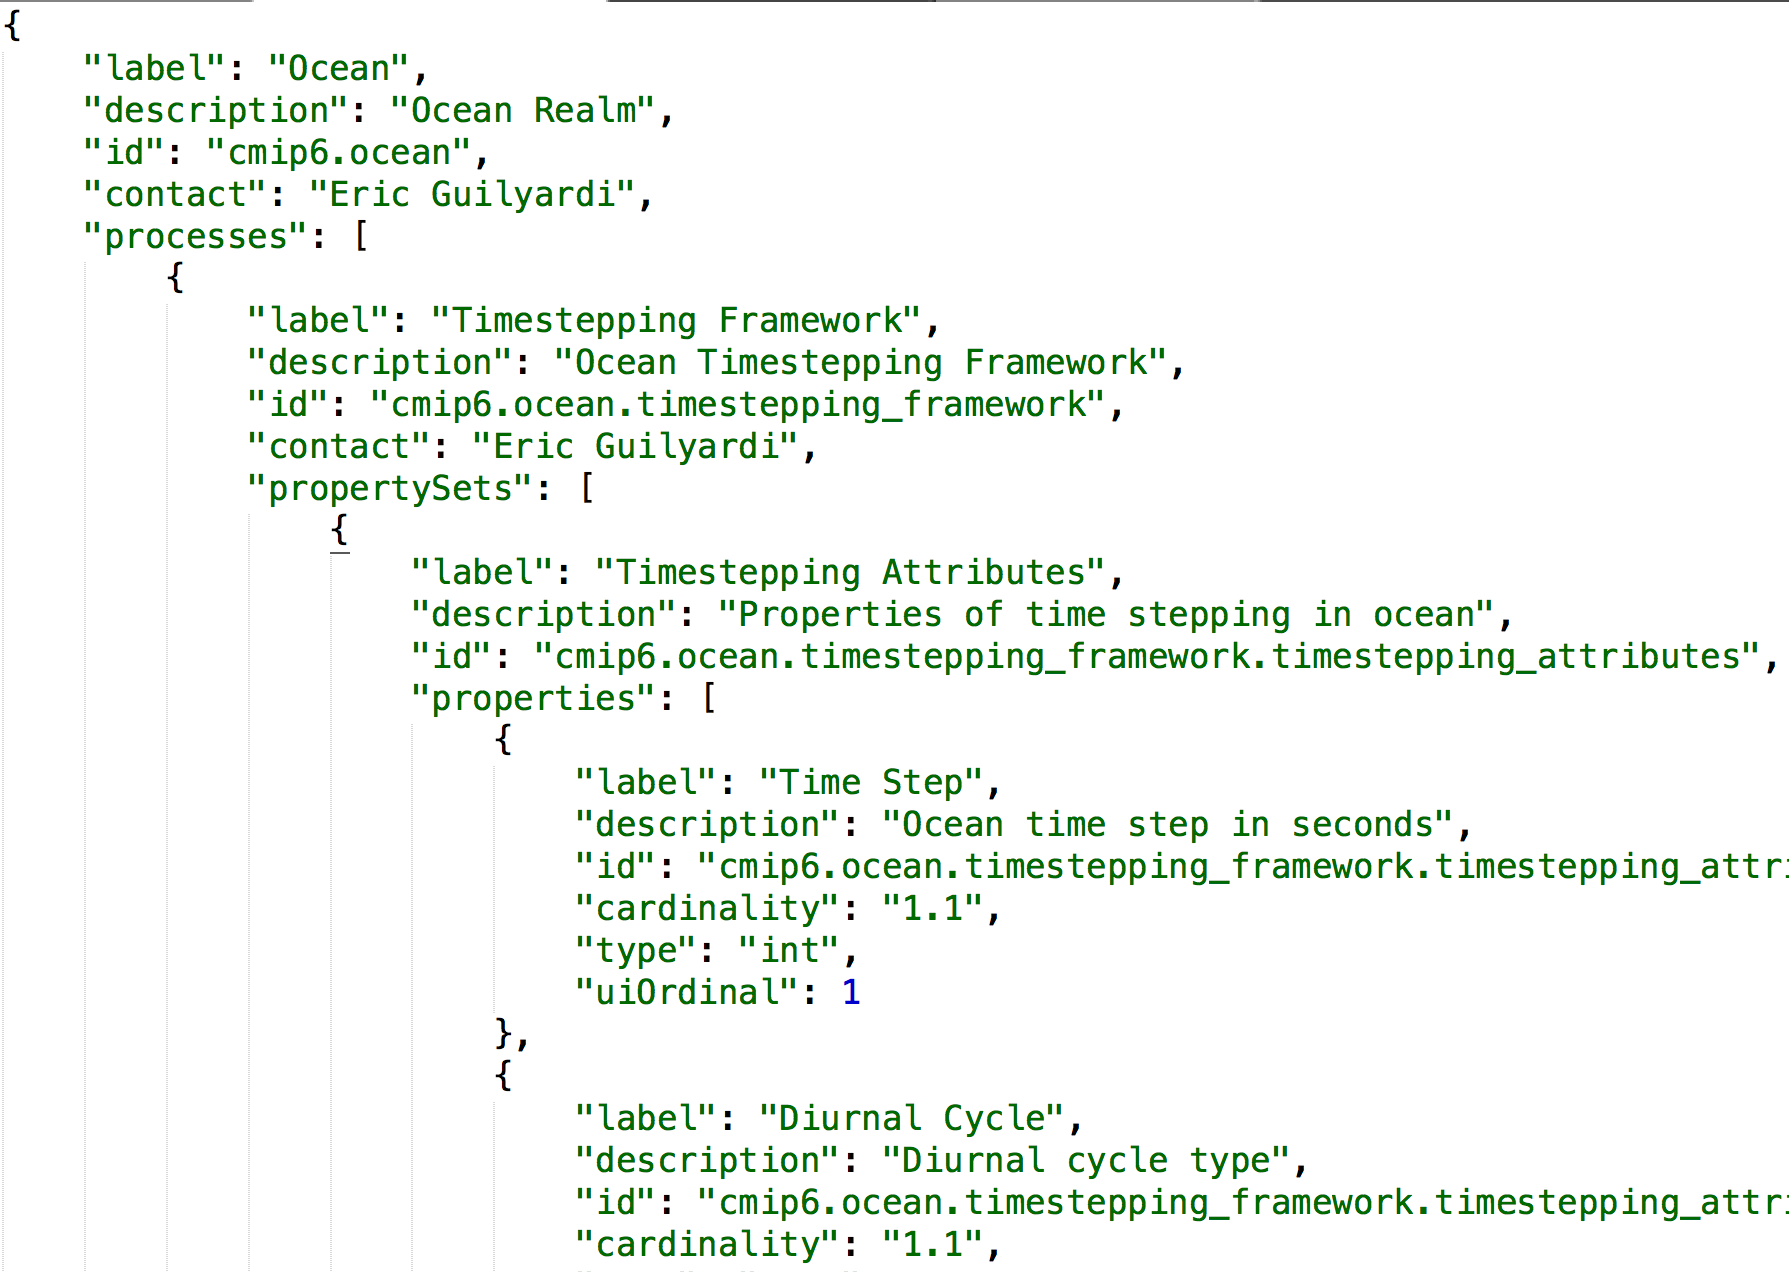 {
    "label": "Ocean",
    "description": "Ocean Realm",
    "id": "cmip6.ocean",
    "contact": "Eric Guilyardi",
    "processes": [
        {
            "label": "Timestepping Framework",
            "description": "Ocean Timestepping Framework",
            "id": "cmip6.ocean.timestepping_framework",
            "contact": "Eric Guilyardi",
            "propertySets": [
                {
                    "label": "Timestepping Attributes",
                    "description": "Properties of time stepping in ocean",
                    "id": "cmip6.ocean.timestepping_framework.timestepping_attributes",
                    "properties": [
                        {
                            "label": "Time Step",
                            "description": "Ocean time step in seconds",
                            "id": "cmip6.ocean.timestepping_framework.timestepping_attri
                            "cardinality": "1.1",
                            "type": "int",
                            "uiOrdinal": 1
                        },
                        {
                            "label": "Diurnal Cycle",
                            "description": "Diurnal cycle type",
                            "id": "cmip6.ocean.timestepping_framework.timestepping_attri
                            "cardinality": "1.1",